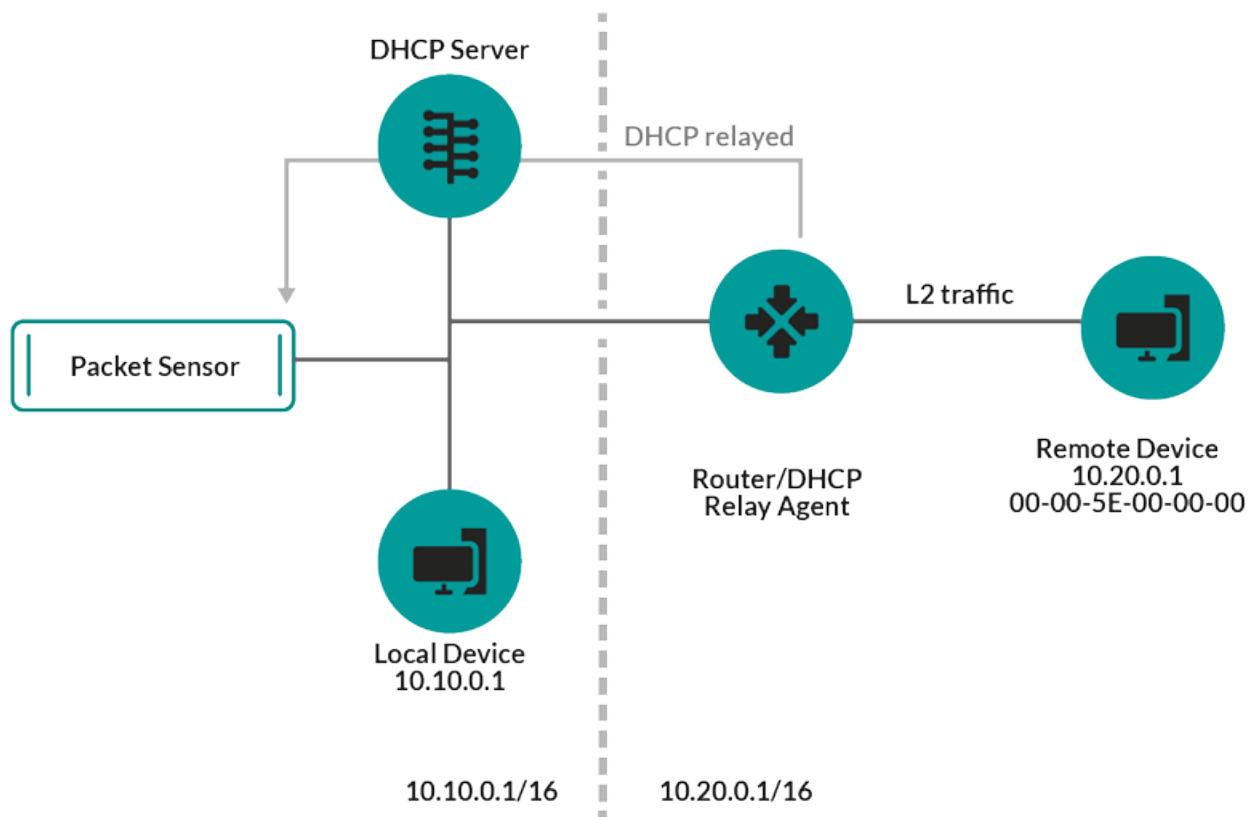 DHCP Server
DHCP relayed
L2 traffic
Packet Sensor
Router/DHCP
Relay Agent
Remote Device
10.20.0.1
00-00-5E-00-00-00
Local Device
10.10.0.1
10.10.0.1/16
10.20.0.1/16